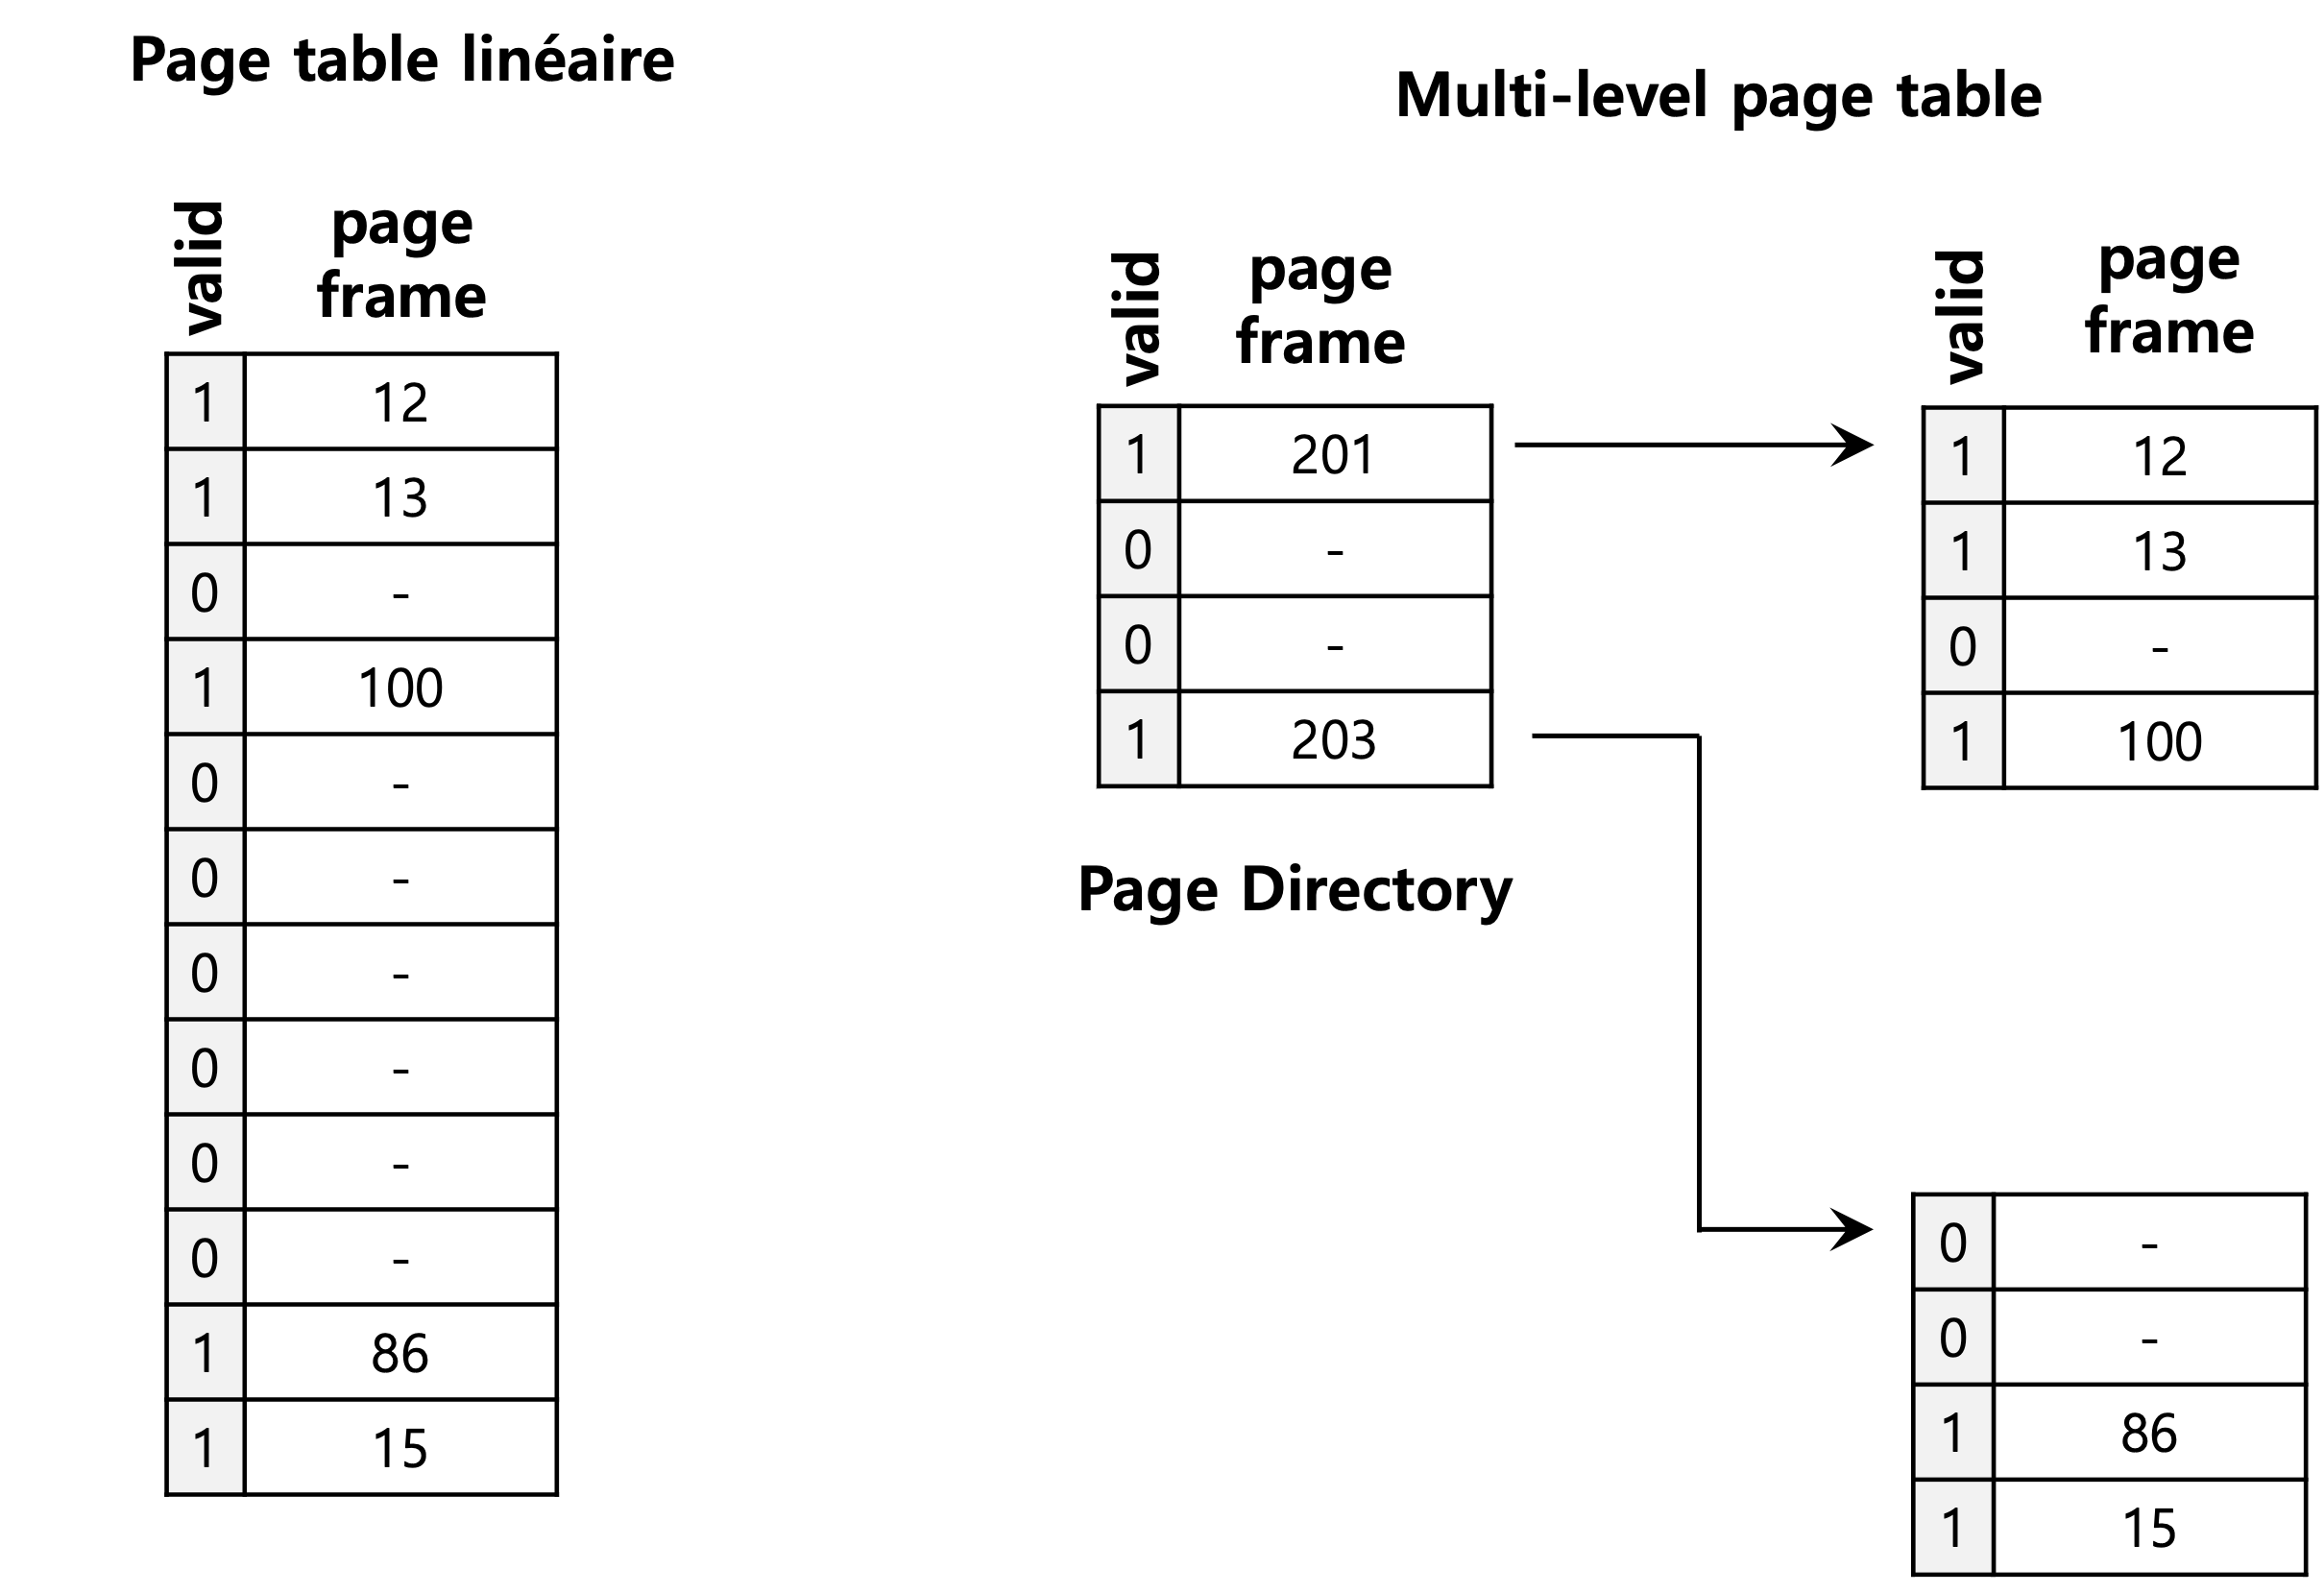 Page table linéaire
valid
page
frame
1 12
1 13
0 -
1 100
0 -
0 -
0 -
0 -
0 -
0 -
1 86
1 15
Multi-level page table
valid
page
frame
1 201
0 -
0 -
1 203
Page Directory
valid
page
frame
1 12
1 13
0 -
1 100
0 -
0 -
1 86
1 15